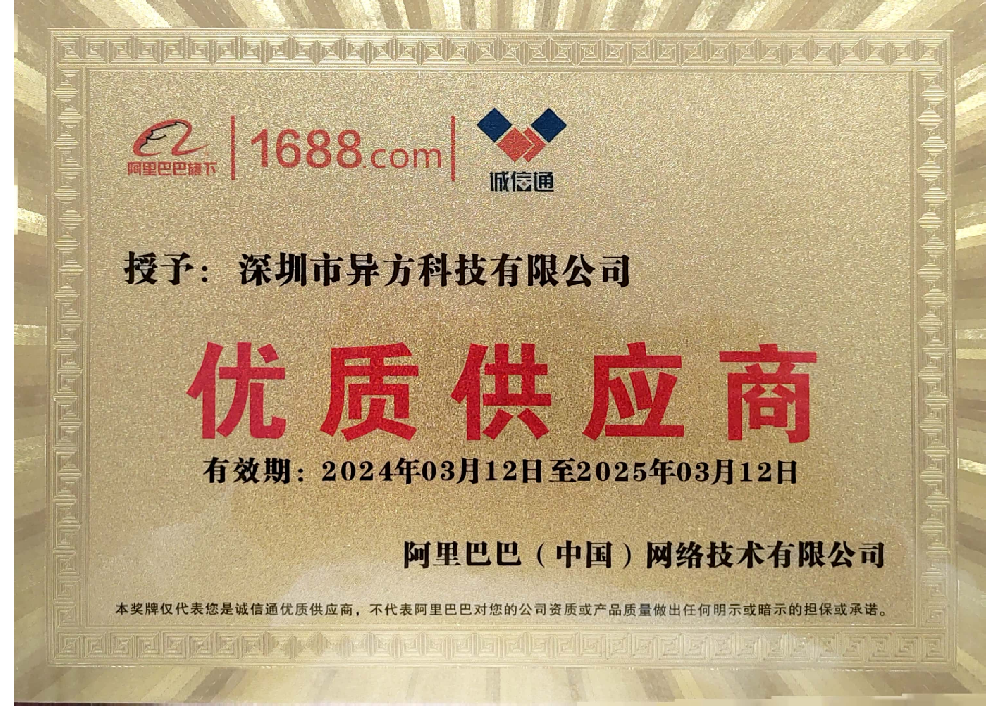 阿里巴巴旗下 1688.com 诚信通
授予：深圳市异方科技有限公司
优质供应商
有效期：2024年03月12日至2025年03月12日
阿里巴巴（中国）网络技术有限公司
本奖牌仅代表您是诚信通优质供应商，不代表阿里巴巴对您的公司资质或产品质量做出任何明示或暗示的担保或承诺。